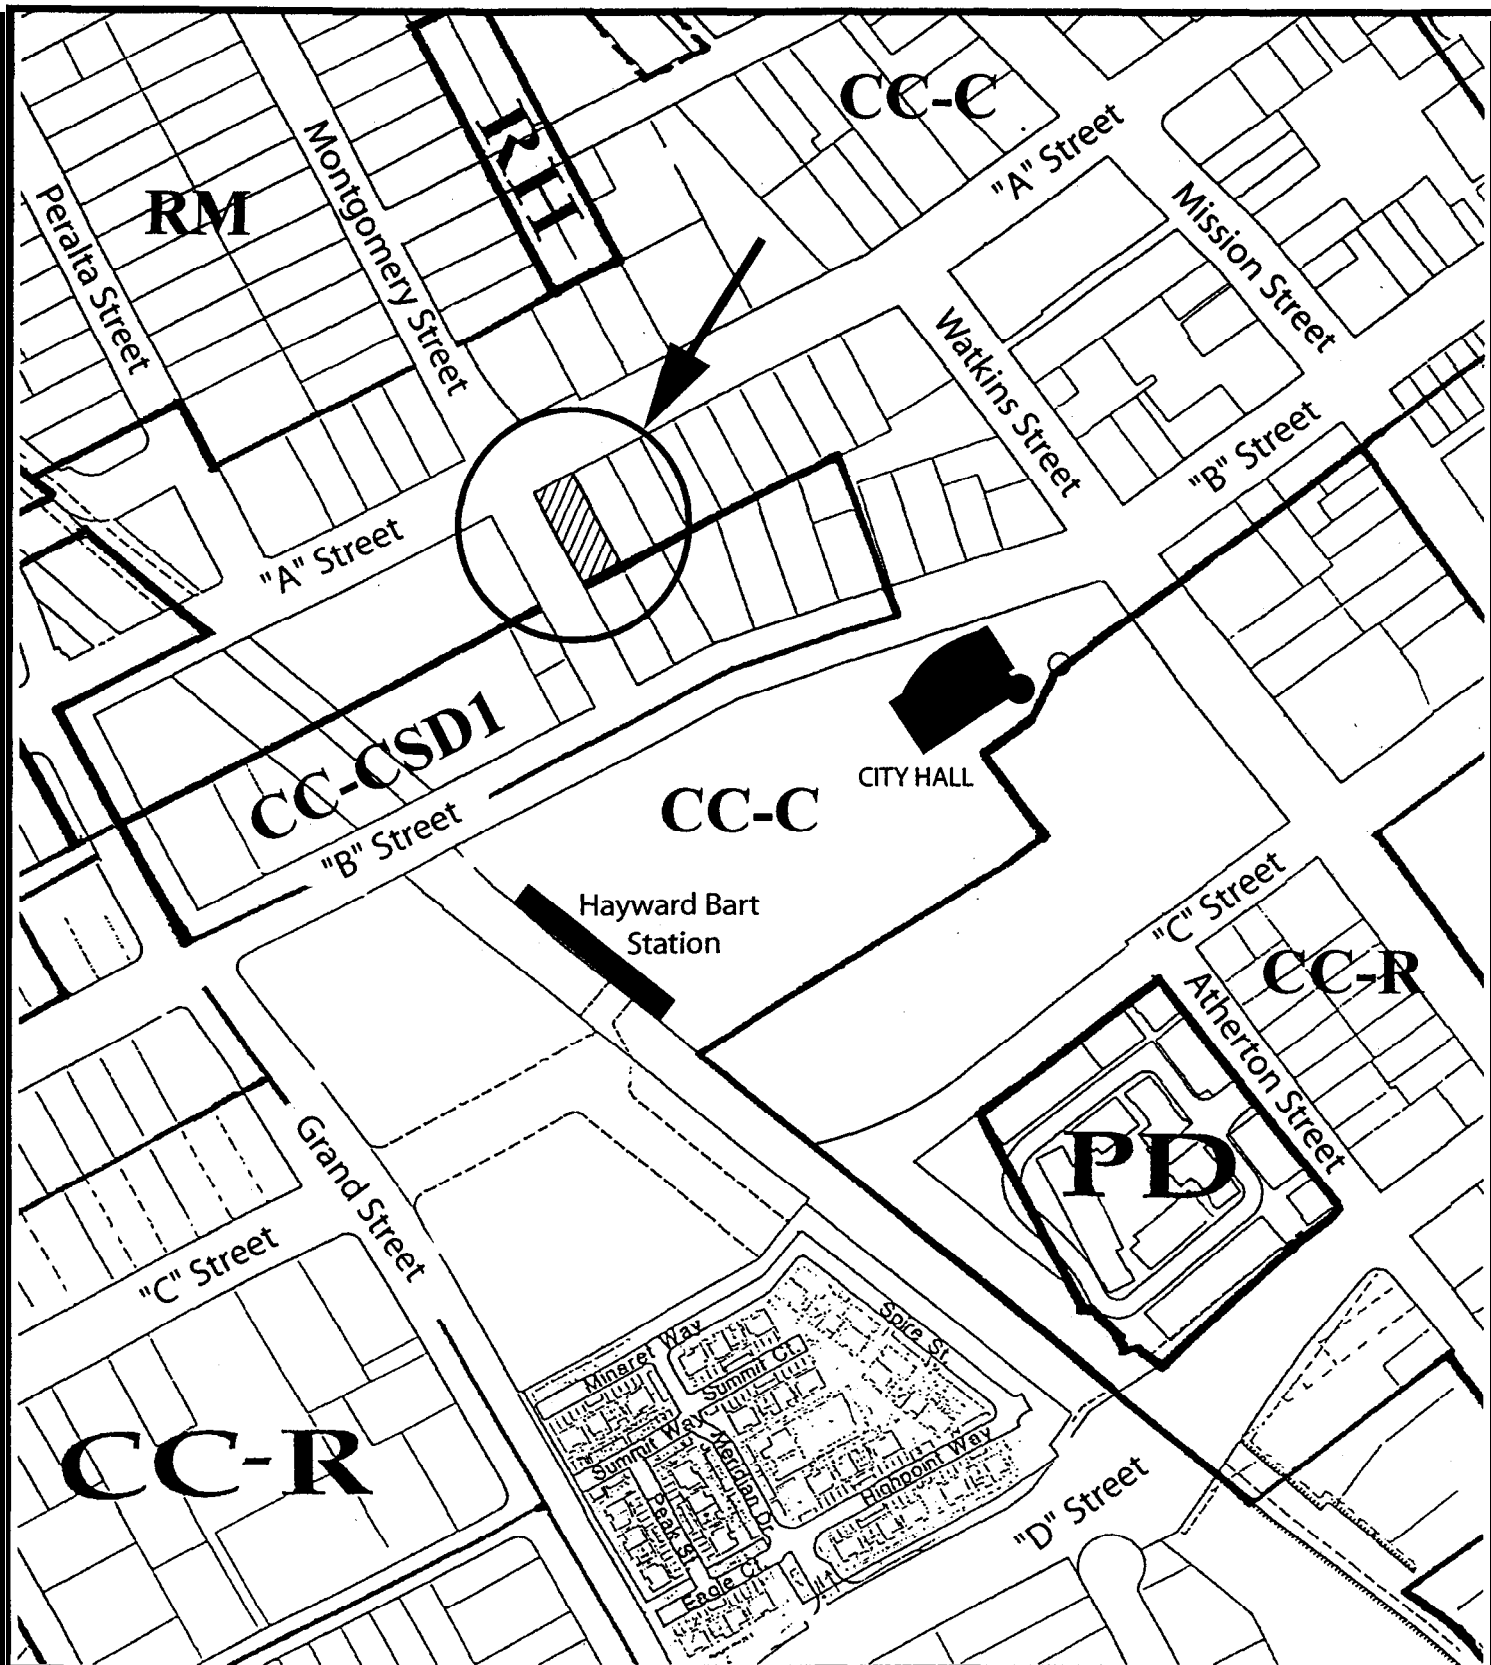 CC-C
"A" Street
RH
Montgomery Street
RM
Peralta Street
Mission Street
Watkins Street
"B" Street
"A" Street
CC-CSD1
CITY HALL
CC-C
"B" Street
Hayward Bart
Station
"C" Street
CC-R
Atherton Street
PD
Grand Street
"C" Street
Spire St.
Minaret Way
Summit Ct.
Summit Way
Meridian Dr.
Highpoint Way
Peak St.
Eagle Ct.
CC-R
"D" Street